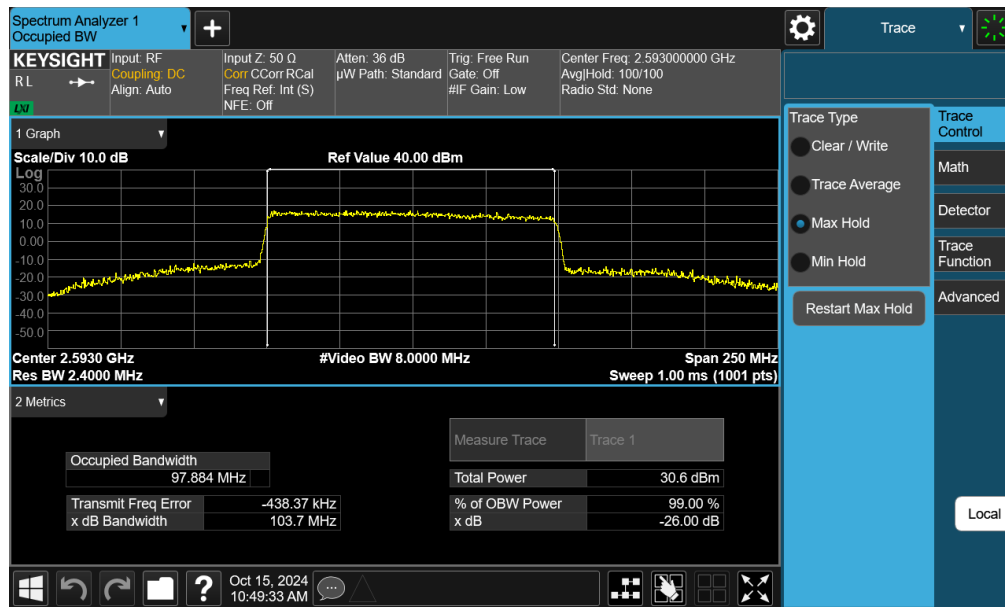 Spectrum Analyzer 1
Occupied BW
Trace
KEYSIGHT
R L
LXI
Input: RF
Coupling: DC
Align: Auto
Input Z: 50 Ω
Corr CCorr RCal
Freq Ref: Int (S)
NFE: Off
Atten: 36 dB
µW Path: Standard
Trig: Free Run
Gate: Off
#IF Gain: Low
Center Freq: 2.593000000 GHz
Avg|Hold: 100/100
Radio Std: None
1 Graph
Scale/Div 10.0 dB
Ref Value 40.00 dBm
Log
30.0
20.0
10.0
0.00
-10.0
-20.0
-30.0
-40.0
-50.0
Center 2.5930 GHz
#Video BW 8.0000 MHz
Span 250 MHz
Res BW 2.4000 MHz
Sweep 1.00 ms (1001 pts)
2 Metrics
Measure Trace
Trace 1
Occupied Bandwidth
97.884 MHz
Total Power
30.6 dBm
Transmit Freq Error
-438.37 kHz
% of OBW Power
99.00 %
x dB Bandwidth
103.7 MHz
x dB
-26.00 dB
Trace Type
Clear / Write
Trace Average
Max Hold
Min Hold
Restart Max Hold
Trace
Control
Math
Detector
Trace
Function
Advanced
Local
?
Oct 15, 2024
10:49:33 AM